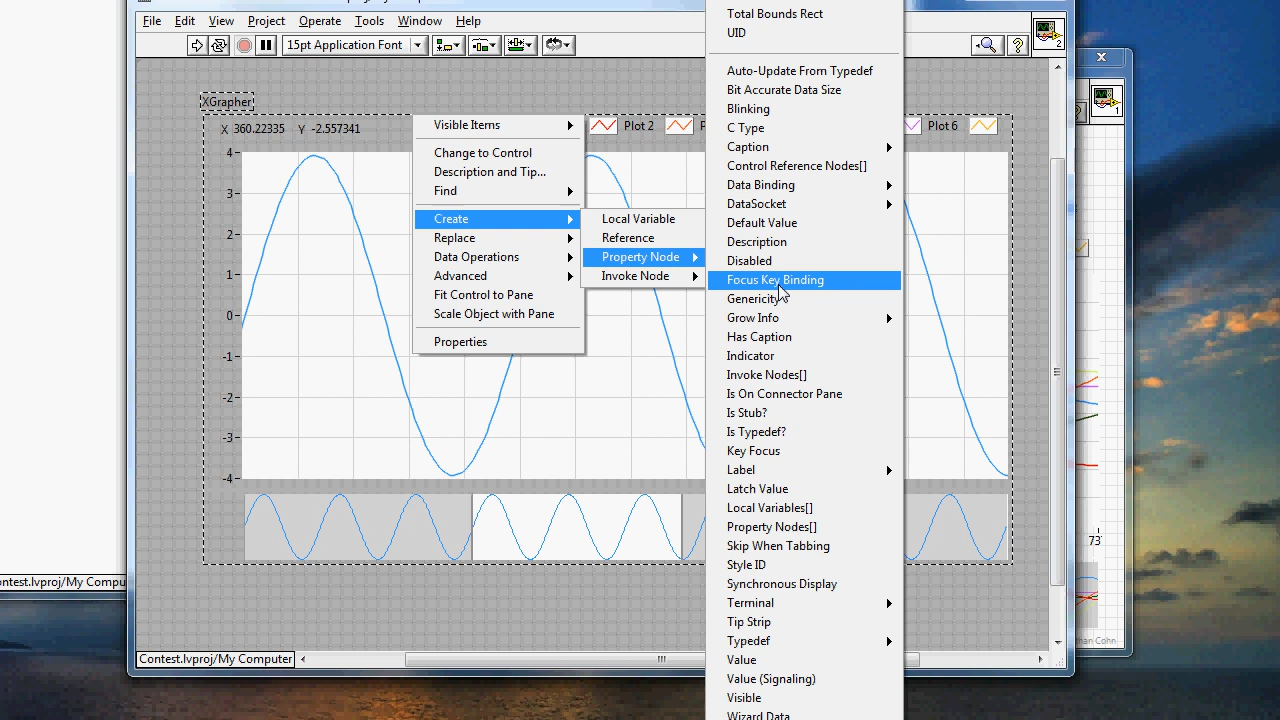 File Edit View Project Operate Tools Window Help
15pt Application Font
2
1
XGrapher
X 360.22335 Y -2.557341
Plot 2
P
Plot 6
4
3
2
1
0
-1
-2
-3
-4
Visible Items
Change to Control
Description and Tip...
Find
Create
Replace
Data Operations
Advanced
Fit Control to Pane
Scale Object with Pane
Properties
Local Variable
Reference
Property Node
Invoke Node
Total Bounds Rect
UID
Auto-Update From Typedef
Bit Accurate Data Size
Blinking
C Type
Caption
Control Reference Nodes[]
Data Binding
DataSocket
Default Value
Description
Disabled
Focus Key Binding
Genericity
Grow Info
Has Caption
Indicator
Invoke Nodes[]
Is On Connector Pane
Is Stub?
Is Typedef?
Key Focus
Label
Latch Value
Local Variables[]
Property Nodes[]
Skip When Tabbing
Style ID
Synchronous Display
Terminal
Tip Strip
Typedef
Value
Value (Signaling)
Visible
Wizard Data
73
than Cohn
ontest.lvproj/My Compu
Contest.lvproj/My Computer